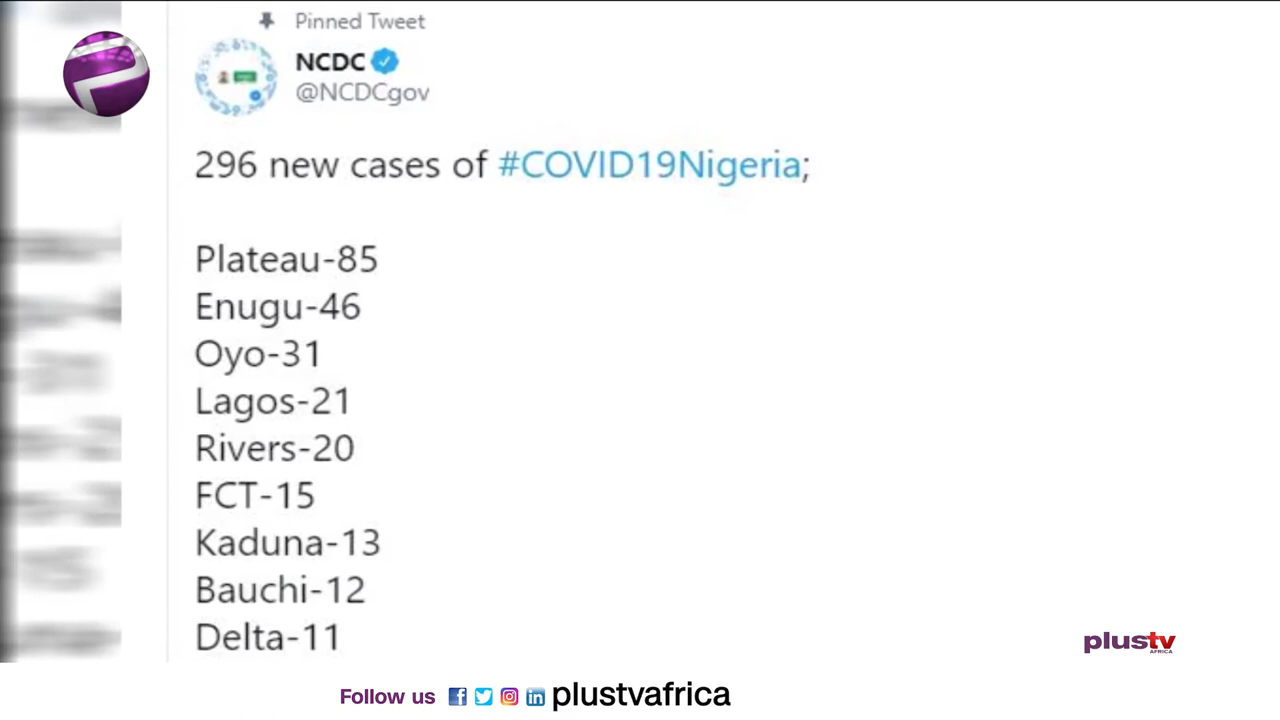 Pinned Tweet
NCDC
@NCDCgov
296 new cases of #COVID19Nigeria;
Plateau-85
Enugu-46
Oyo-31
Lagos-21
Rivers-20
FCT-15
Kaduna-13
Bauchi-12
Delta-11
plustv
AFRICA
Follow us plustvafrica